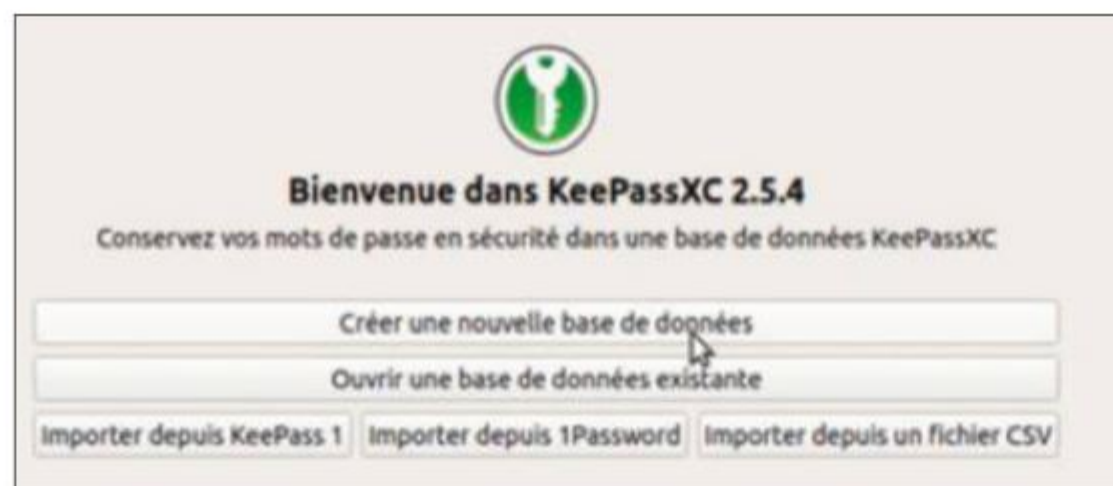 Bienvenue dans KeePassXC 2.5.4
Conservez vos mots de passe en sécurité dans une base de données KeePassXC
Créer une nouvelle base de données
Ouvrir une base de données existante
Importer depuis KeePass 1 Importer depuis 1Password Importer depuis un fichier CSV